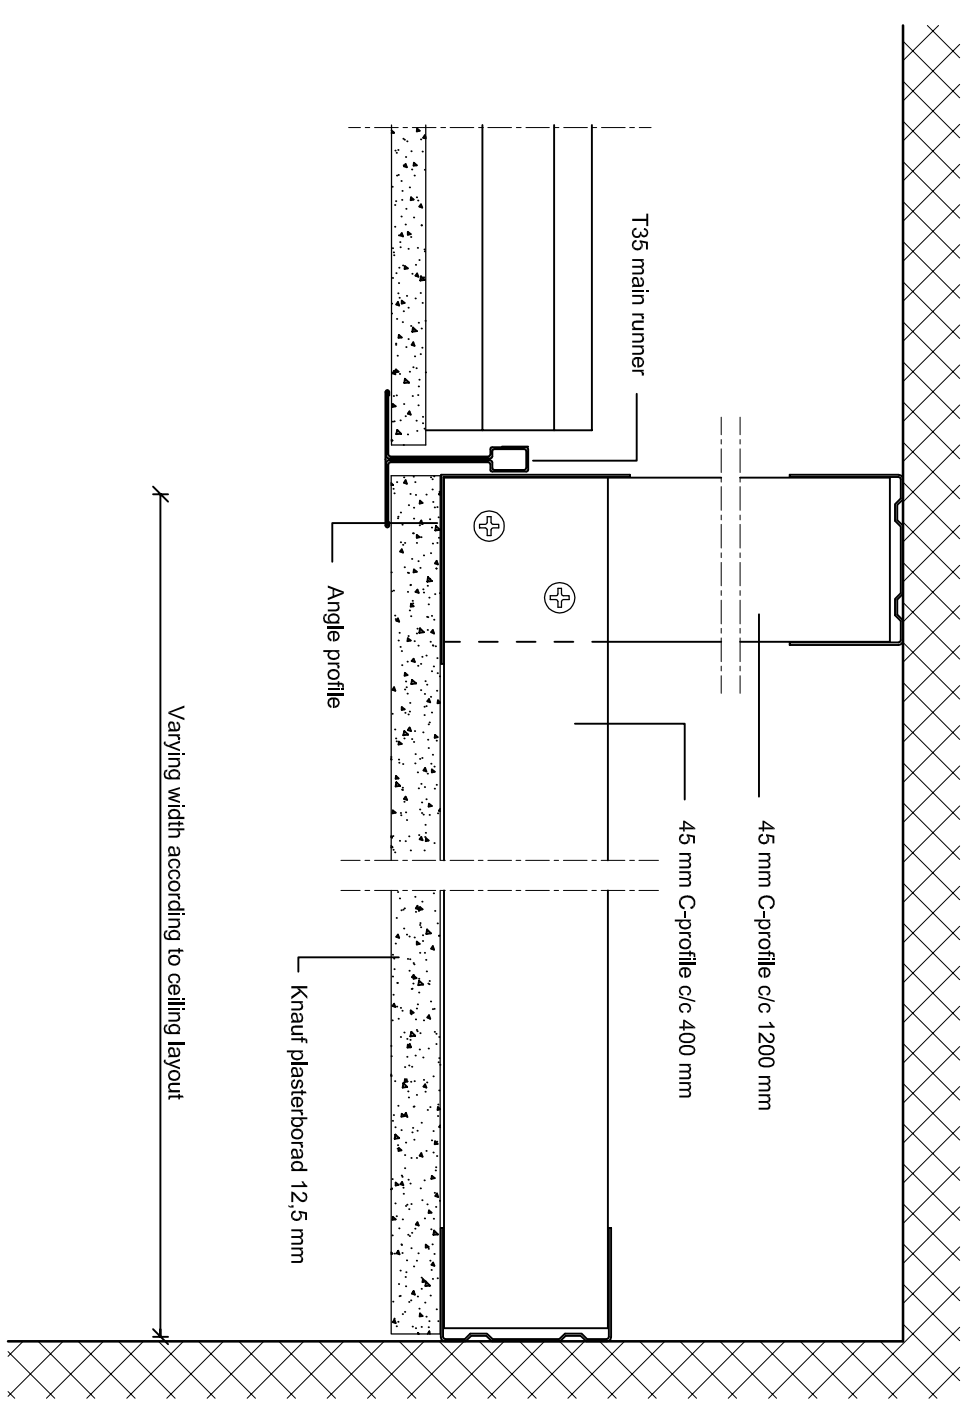 45 mm C-profile c/c 1200 mm
45 mm C-profile c/c 400 mm
T35 main runner
Angle profile
Knauf plasterborad 12,5 mm
Varying width according to ceiling layout